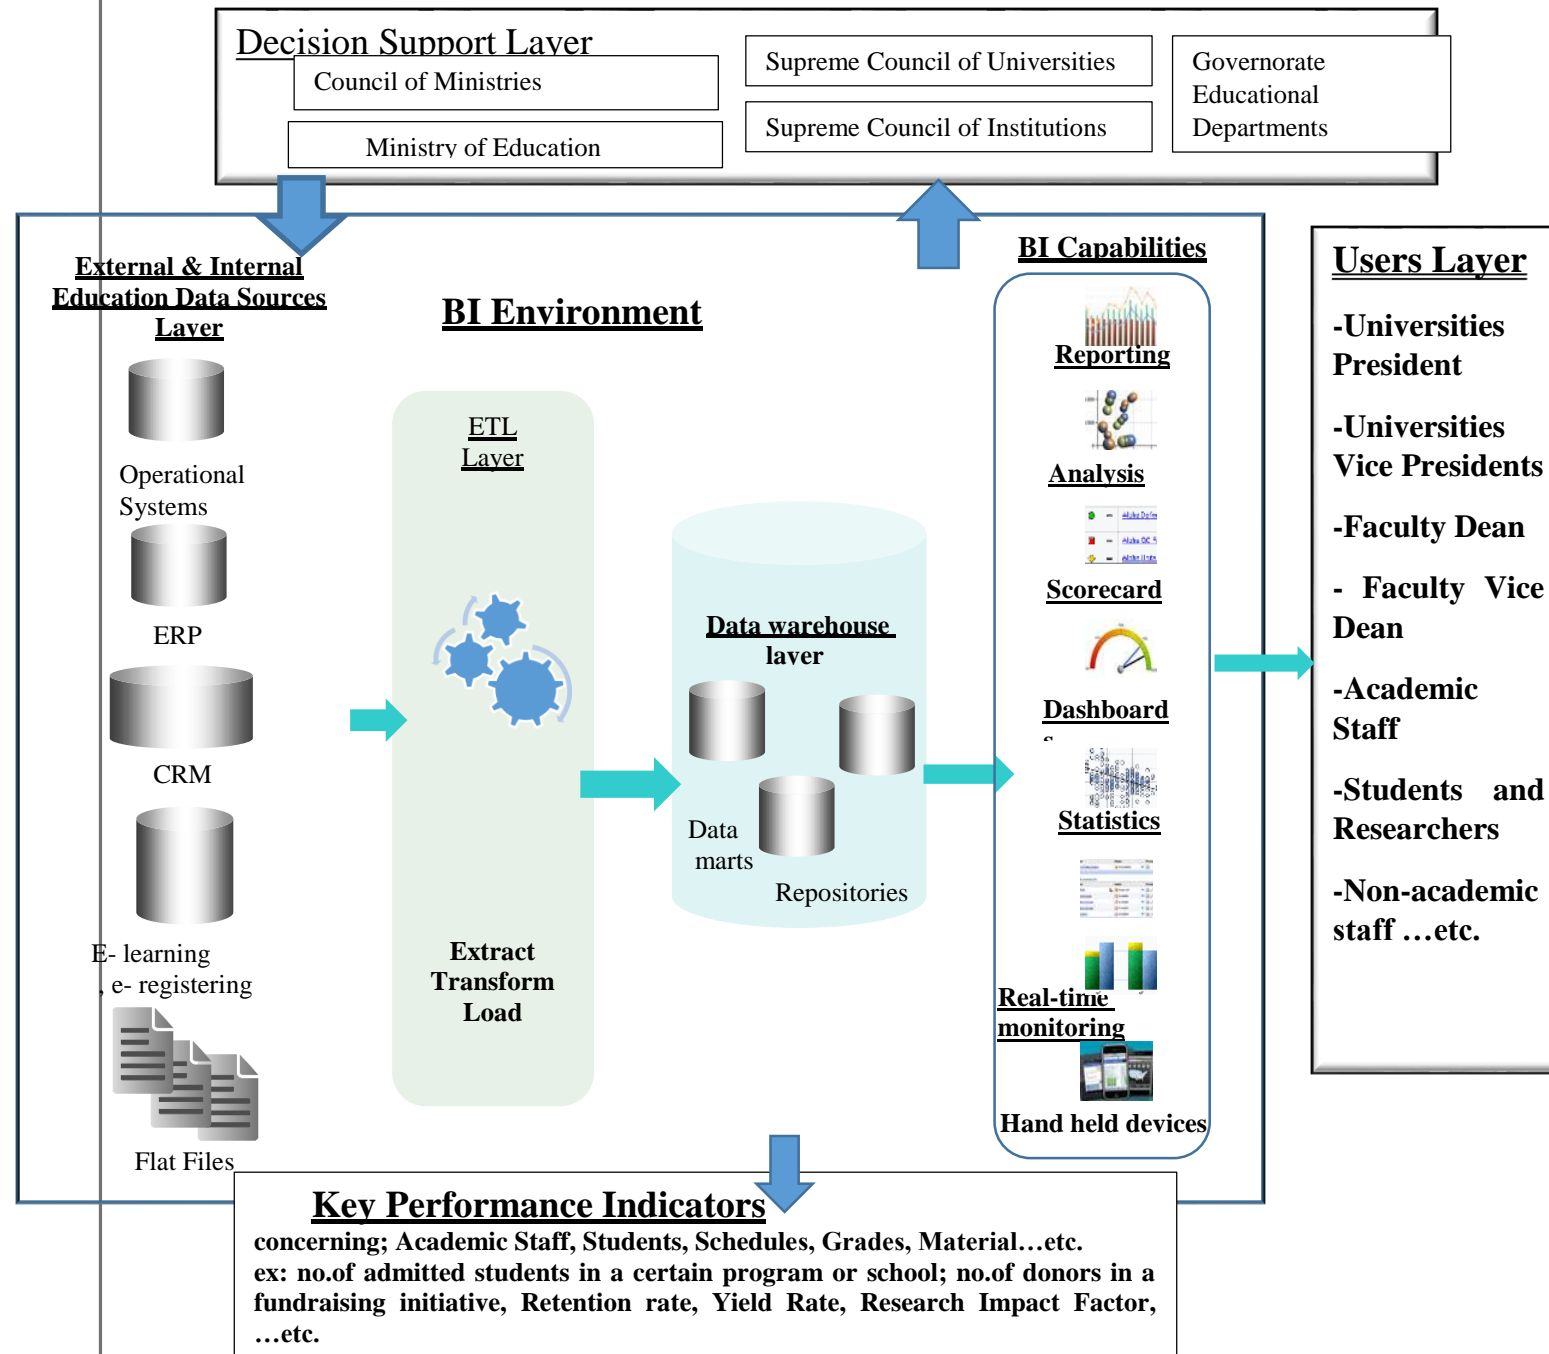 Decision Support Layer
Council of Ministries
Ministry of Education
Supreme Council of Universities
Supreme Council of Institutions
Governorate
Educational
Departments
External & Internal
Education Data Sources
Layer
Operational
Systems
ERP
CRM
E- learning
, e- registering
Flat Files
BI Environment
ETL
Layer
Extract
Transform
Load
Data warehouse
layer
Data
marts
Repositories
BI Capabilities
Reporting
Analysis
Scorecard
Dashboard
s
Statistics
Real-time
monitoring
Hand held devices
Users Layer
-Universities
President
-Universities
Vice Presidents
-Faculty Dean
- Faculty Vice
Dean
-Academic
Staff
-Students and
Researchers
-Non-academic
staff …etc.
Key Performance Indicators
concerning; Academic Staff, Students, Schedules, Grades, Material…etc.
ex: no.of admitted students in a certain program or school; no.of donors in a
fundraising initiative, Retention rate, Yield Rate, Research Impact Factor,
…etc.